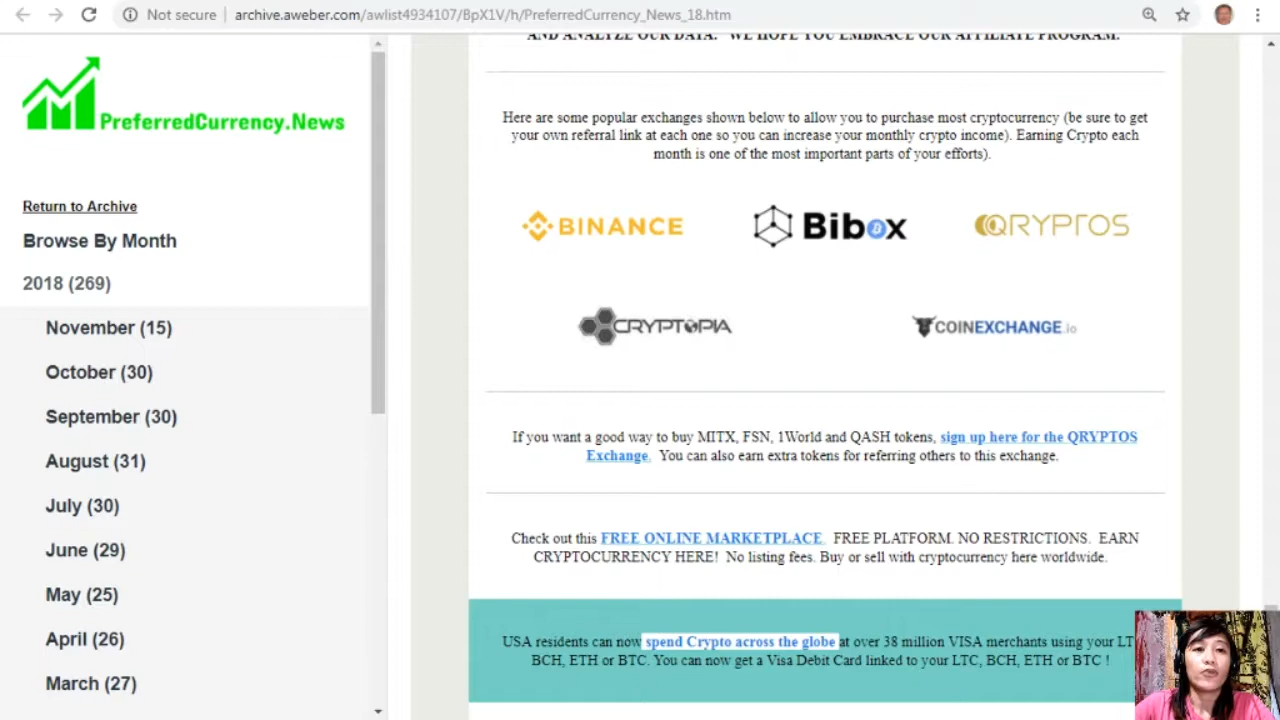 Not secure
archive.aweber.com/awlist4934107/BpX1V/h/PreferredCurrency_News_18.htm
PreferredCurrency.News
Return to Archive
Browse By Month
2018 (269)
November (15)
October (30)
September (30)
August (31)
July (30)
June (29)
May (25)
April (26)
March (27)
AND ANALYZE OUR DATA. WE HOPE YOU EMBRACE OUR AFFILIATE PROGRAM.
Here are some popular exchanges shown below to allow you to purchase most cryptocurrency (be sure to get
your own referral link at each one so you can increase your monthly crypto income). Earning Crypto each
month is one of the most important parts of your efforts).
BINANCE
Bibox
QRYPTOS
CRYPTOPIA
COINEXCHANGE.io
If you want a good way to buy MITX, FSN, 1World and QASH tokens, sign up here for the QRYPTOS
Exchange. You can also earn extra tokens for referring others to this exchange.
Check out this FREE ONLINE MARKETPLACE. FREE PLATFORM. NO RESTRICTIONS. EARN
CRYPTOCURRENCY HERE! No listing fees. Buy or sell with cryptocurrency here worldwide.
USA residents can now spend Crypto across the globe at over 38 million VISA merchants using your LT
BCH, ETH or BTC. You can now get a Visa Debit Card linked to your LTC, BCH, ETH or BTC !